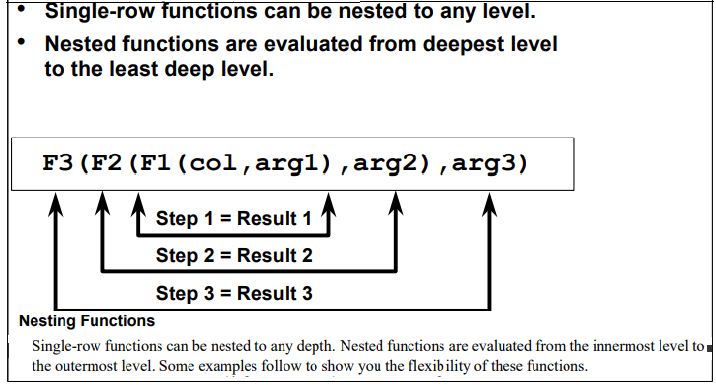 • Single-row functions can be nested to any level.
• Nested functions are evaluated from deepest level
to the least deep level.
F3(F2(F1(col,arg1),arg2),arg3)
Step 1 = Result 1
Step 2 = Result 2
Step 3 = Result 3
Nesting Functions
Single-row functions can be nested to any depth. Nested functions are evaluated from the innermost level to
the outermost level. Some examples follow to show you the flexibility of these functions.